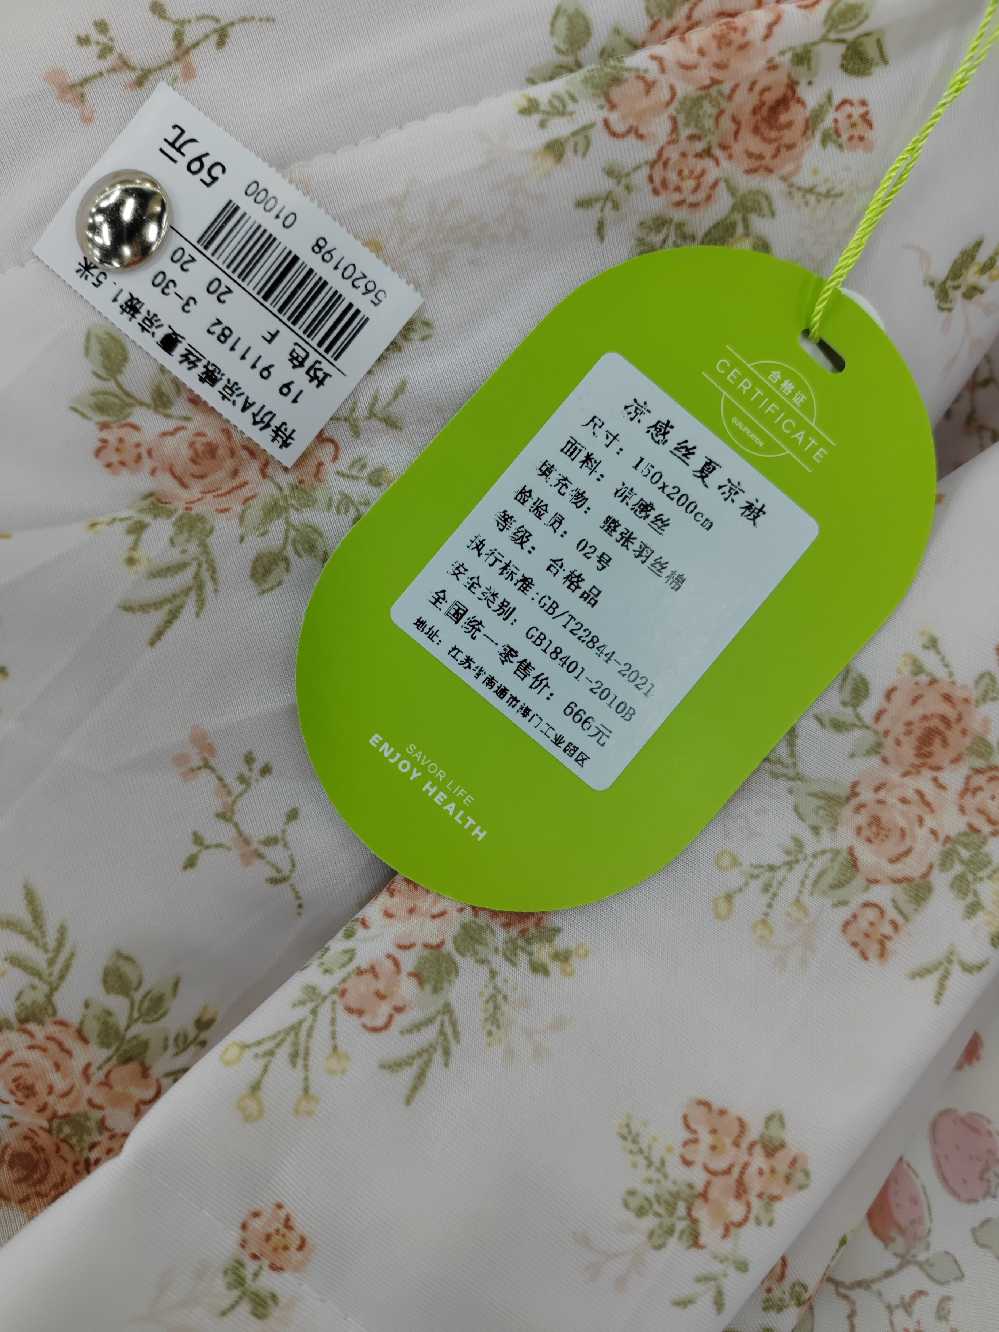 59元
5620198 01000
均色 F 20 20
19 911182 3-30
特价A凉感丝夏凉被1.5米
合格证
CERTIFICATE
凉感丝夏凉被
尺寸：150x200cm
面料：凉感丝
填充物：整张羽丝棉
检验员：02号
等级：合格品
执行标准:GB/T22844-2021
安全类别：GB18401-2010B
全国统一零售价：666元
地址：江苏省南通市海门工业园区
SAVOR LIFE
ENJOY HEALTH